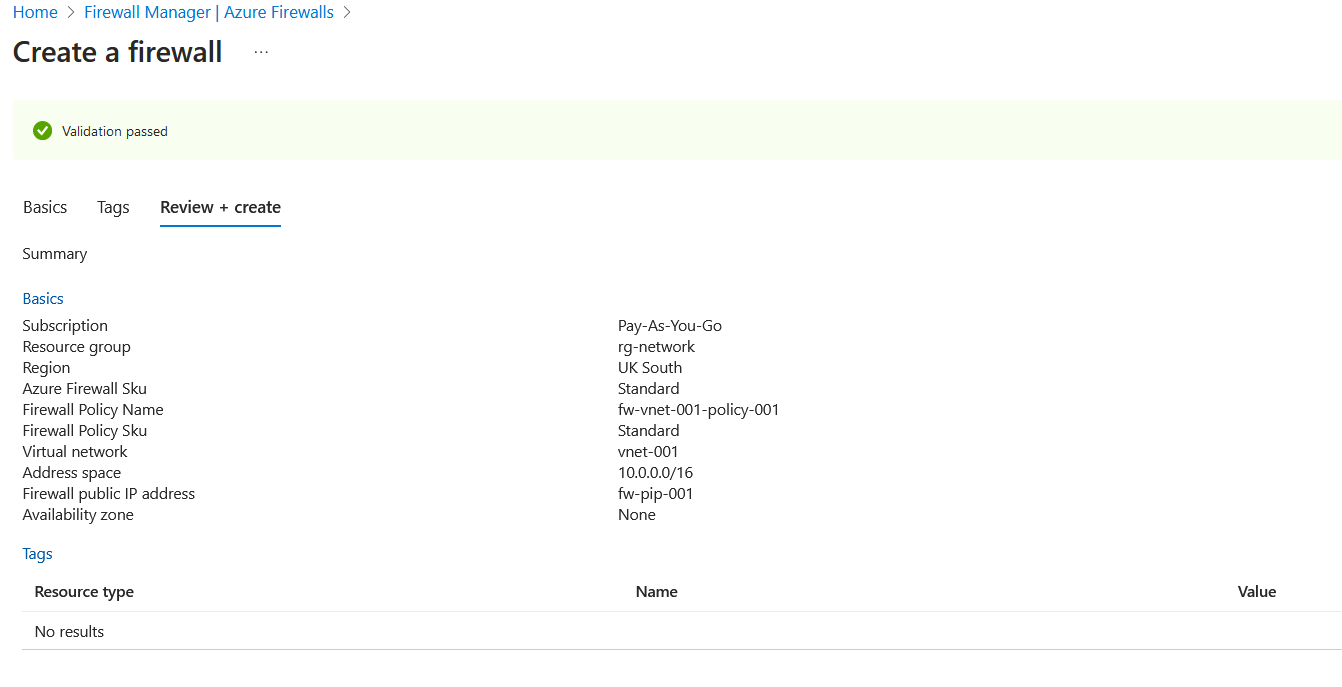 Home > Firewall Manager | Azure Firewalls >
Create a firewall ...
Validation passed
Basics Tags Review + create
Summary
Basics
Subscription Pay-As-You-Go
Resource group rg-network
Region UK South
Azure Firewall Sku Standard
Firewall Policy Name fw-vnet-001-policy-001
Firewall Policy Sku Standard
Virtual network vnet-001
Address space 10.0.0.0/16
Firewall public IP address fw-pip-001
Availability zone None
Tags
Resource type Name Value
No results